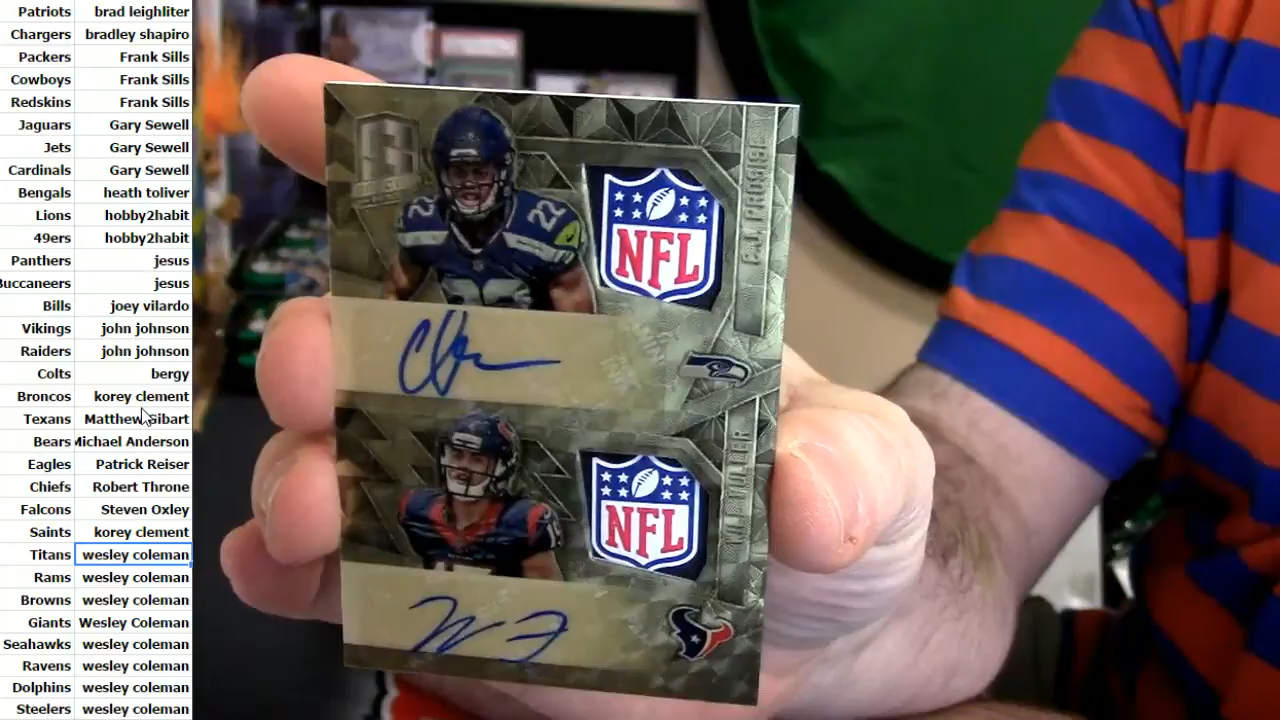 Patriots brad leighliter
Chargers bradley shapiro
Packers Frank Sills
Cowboys Frank Sills
Redskins Frank Sills
Jaguars Gary Sewell
Jets Gary Sewell
Cardinals Gary Sewell
Bengals heath toliver
Lions hobby2habit
49ers hobby2habit
Panthers jesus
Buccaneers jesus
Bills joey vilardo
Vikings john johnson
Raiders john johnson
Colts bergy
Broncos korey clement
Texans Matthew Gibart
Bears Michael Anderson
Eagles Patrick Reiser
Chiefs Robert Throne
Falcons Steven Oxley
Saints korey clement
Titans wesley coleman
Rams wesley coleman
Browns wesley coleman
Giants Wesley Coleman
Seahawks wesley coleman
Ravens wesley coleman
Dolphins wesley coleman
Steelers wesley coleman
22 22
NFL
C.J. PROSISE
NFL
WILL FULLER